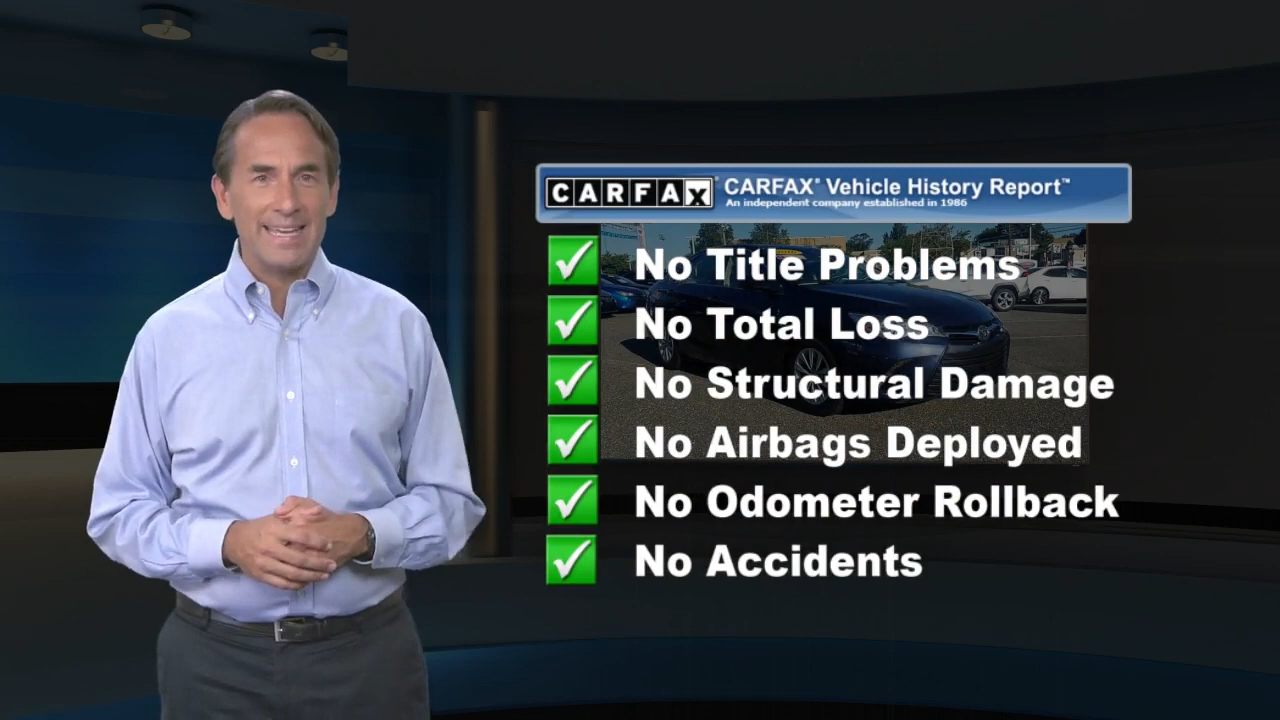 CARFAX
CARFAX® Vehicle History Report™
An independent company established in 1986
No Title Problems
No Total Loss
No Structural Damage
No Airbags Deployed
No Odometer Rollback
No Accidents